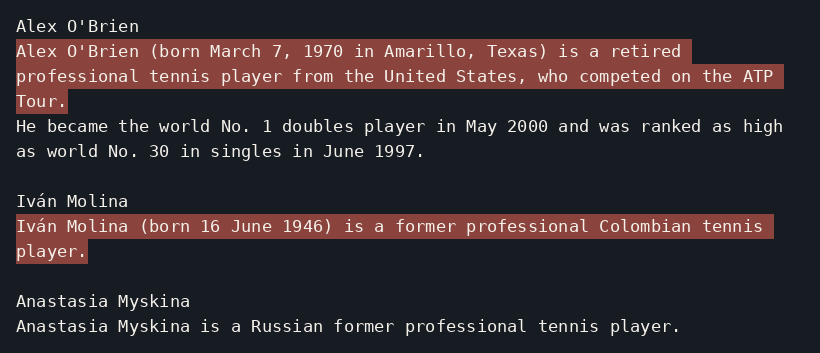 Alex O'Brien
Alex O'Brien (born March 7, 1970 in Amarillo, Texas) is a retired
professional tennis player from the United States, who competed on the ATP
Tour.
He became the world No. 1 doubles player in May 2000 and was ranked as high
as world No. 30 in singles in June 1997.

Iván Molina
Iván Molina (born 16 June 1946) is a former professional Colombian tennis
player.

Anastasia Myskina
Anastasia Myskina is a Russian former professional tennis player.